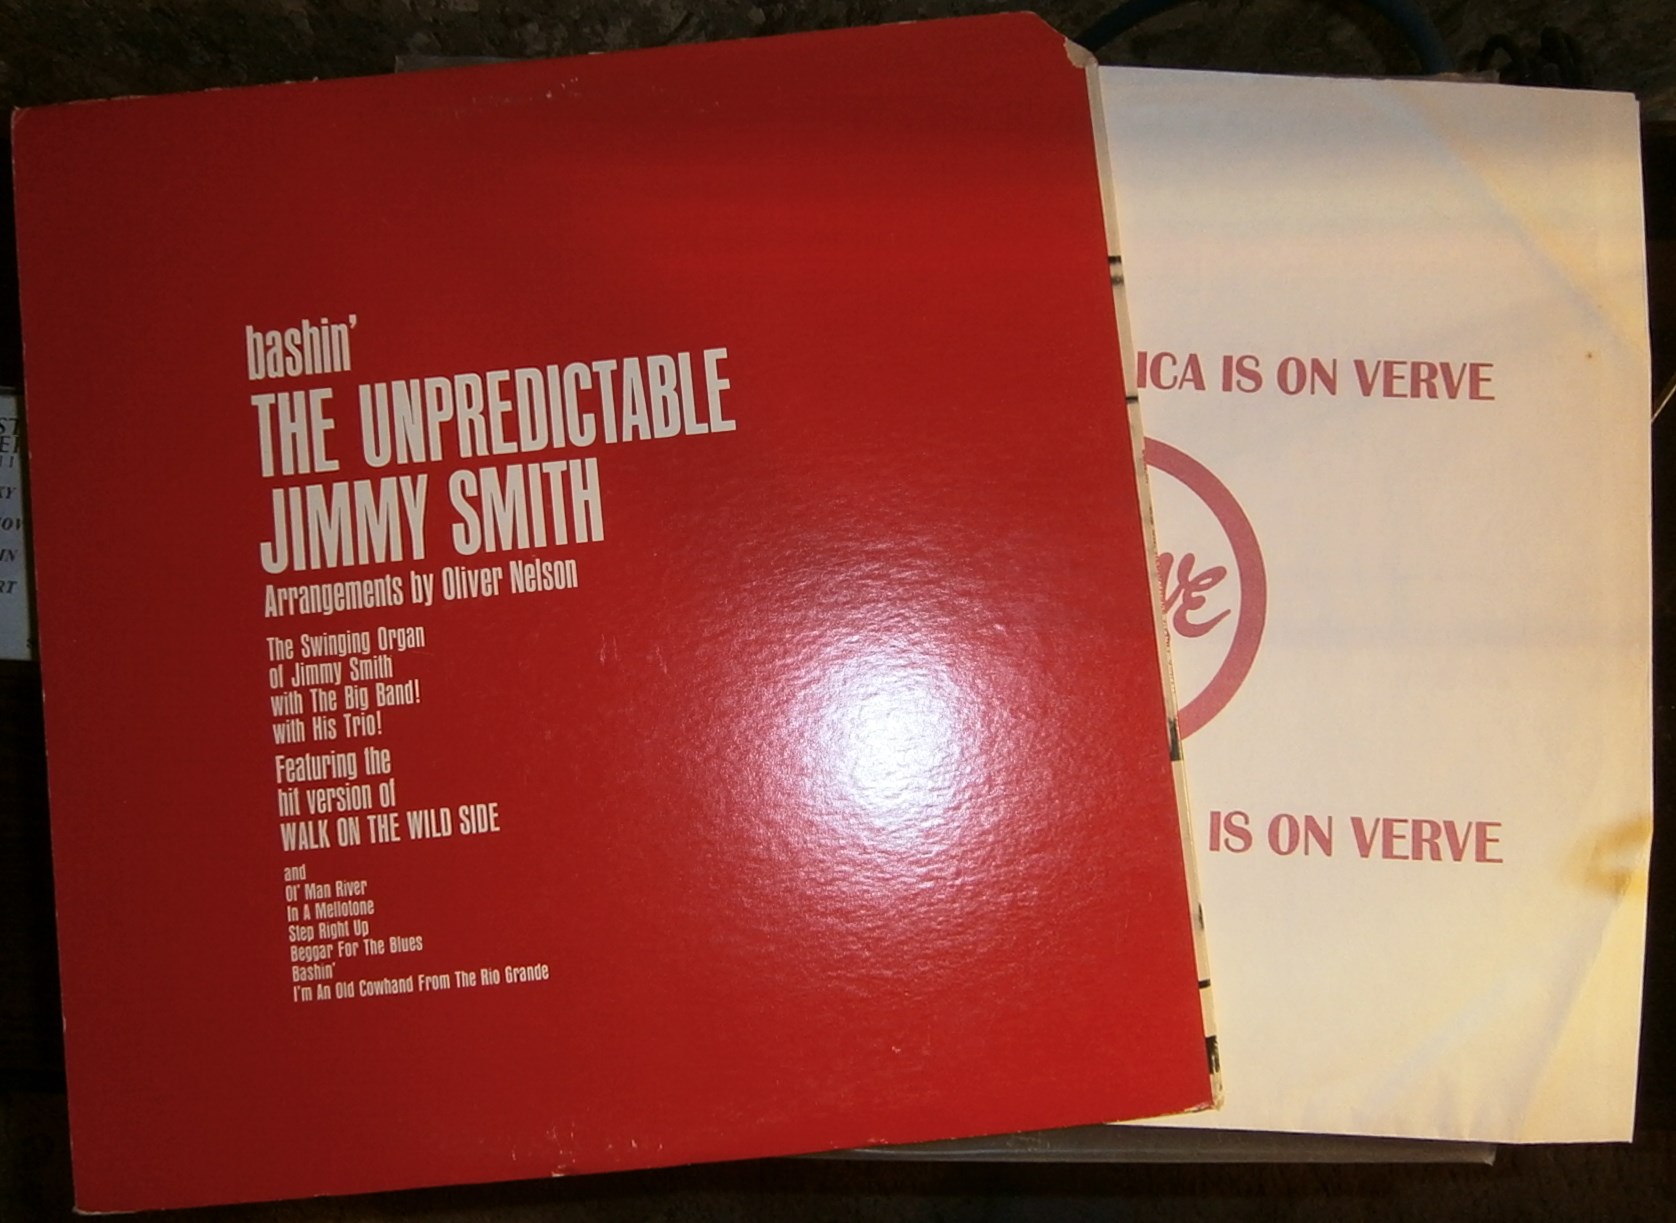 bashin'
THE UNPREDICTABLE
JIMMY SMITH
Arrangements by Oliver Nelson
The Swinging Organ
of Jimmy Smith
with The Big Band!
with His Trio!
Featuring the
hit version of
WALK ON THE WILD SIDE
and
Ol' Man River
In A Mellotone
Step Right Up
Beggar For The Blues
Bashin'
I'm An Old Cowhand From The Rio Grande
ICA IS ON VERVE
VE
IS ON VERVE